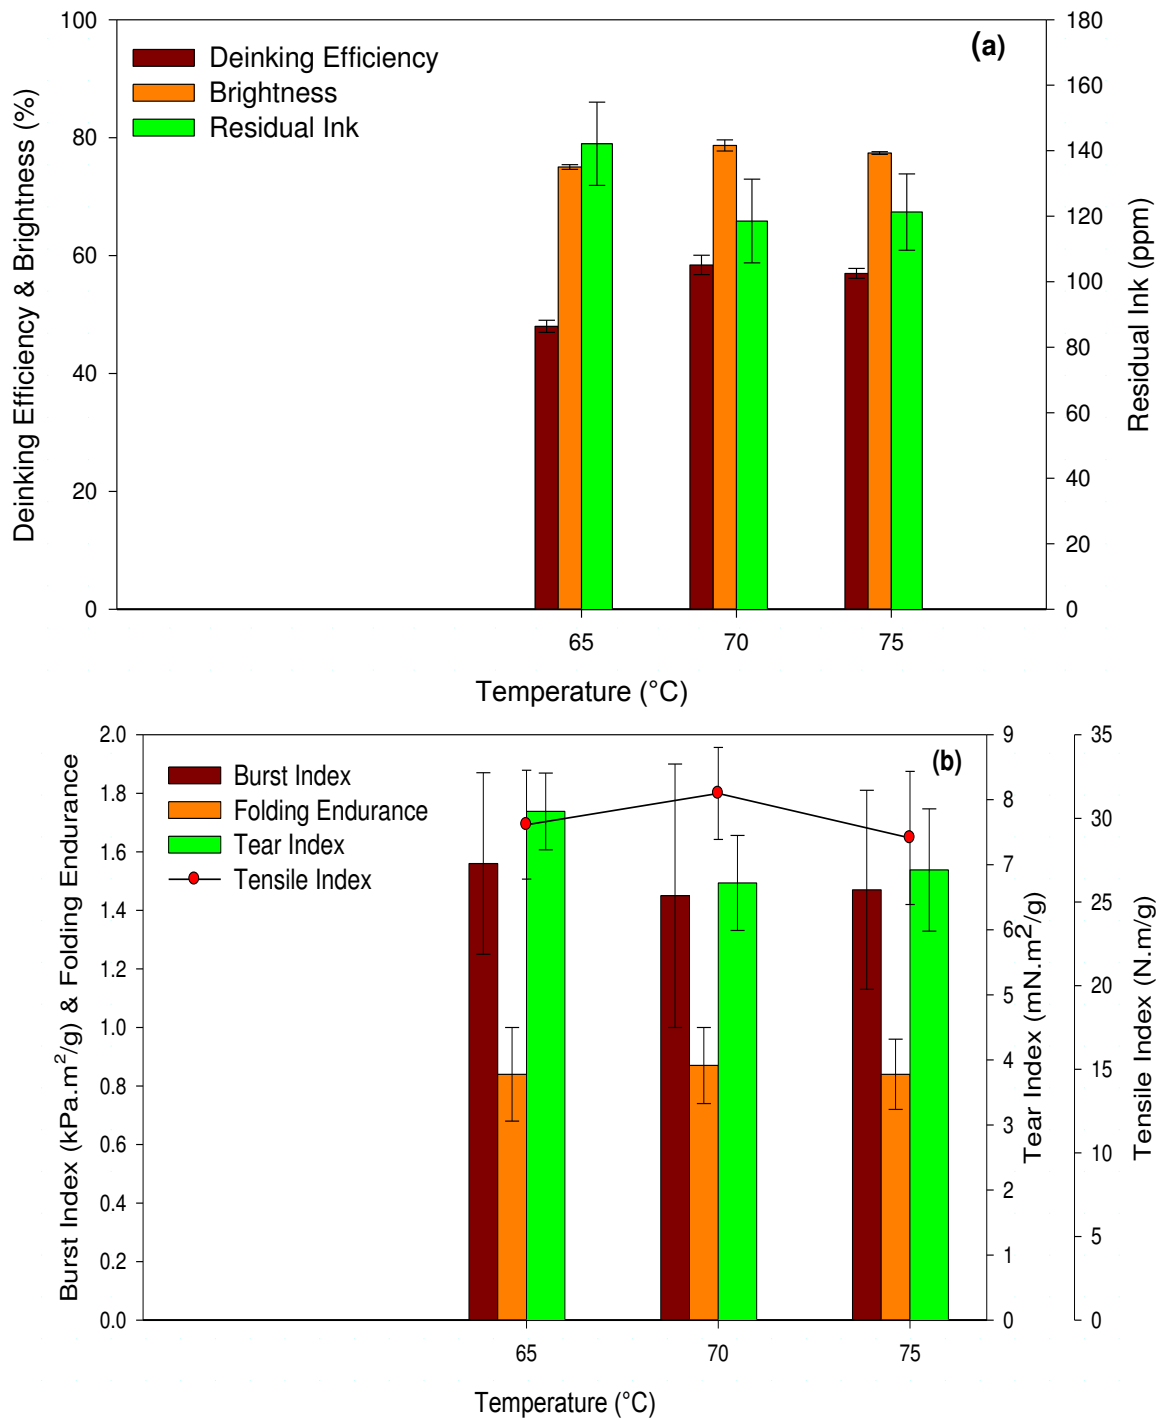 (a)
Deinking Efficiency
Brightness
Residual Ink
Deinking Efficiency & Brightness (%)
100
80
60
40
20
0
180
160
140
120
100
80
60
40
20
0
Residual Ink (ppm)
65 70 75
Temperature (°C)
(b)
Burst Index
Folding Endurance
Tear Index
Tensile Index
Burst Index (kPa.m²/g) & Folding Endurance
2.0
1.8
1.6
1.4
1.2
1.0
0.8
0.6
0.4
0.2
0.0
9
8
7
6
5
4
3
2
1
0
Tear Index (mN.m²/g)
35
30
25
20
15
10
5
0
Tensile Index (N.m/g)
65 70 75
Temperature (°C)